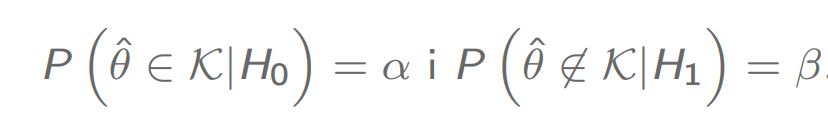 P(θ̂ ∈ 𝒦|H₀) = α i P(θ̂ ∉ 𝒦|H₁) = β.